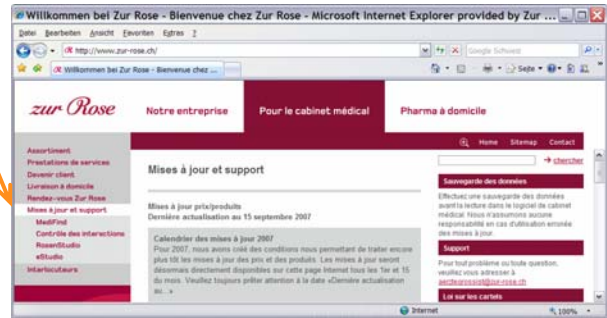 Willkommen bei Zur Rose - Bienvenue chez Zur Rose - Microsoft Internet Explorer provided by Zur ...
Datei Bearbeiten Ansicht Favoriten Extras ?
http://www.zur-rose.ch/
Google Suchwort
Willkommen bei Zur Rose - Bienvenue chez ...
Seite
zur Rose
Notre entreprise
Pour le cabinet médical
Pharma à domicile
Home Sitemap Contact
chercher
Assortiment
Prestations de services
Devenir client
Livraison à domicile
Rendez-vous Zur Rose
Mises à jour et support
MediFind
Contrôle des interactions
RosenStudio
eStudio
Interlocuteurs
Mises à jour et support
Mises à jour prix/produits
Dernière actualisation au 15 septembre 2007
Calendrier des mises à jour 2007
Pour 2007, nous avons créé des conditions nous permettant de traiter encore
plus tôt les mises à jour des prix et des produits. Les mises à jour seront
désormais directement disponibles sur cette page Internet tous les 1er et 15
du mois. Veuillez toujours prêter attention à la date «Dernière actualisation
au... »
Sauvegarde des données
Effectuez une sauvegarde des données
avant la lecture dans le logiciel de cabinet
médical. Nous n'assumons aucune
responsabilité en cas d'utilisation erronée
des mises à jour.
Support
Pour tout problème ou toute question,
veuillez vous adresser à
Loi sur les cartels
Internet
100%